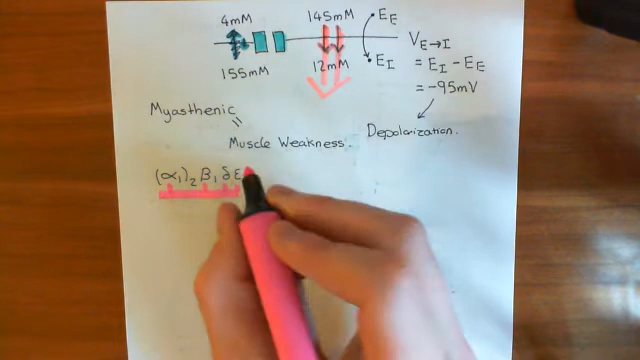 4mM 145mM E_E
155mM 12mM E_I
V_E→I
= E_I - E_E
= -95mV
Myasthenic
Muscle Weakness. Depolarization.
(α₁)₂ β₁ δ ε